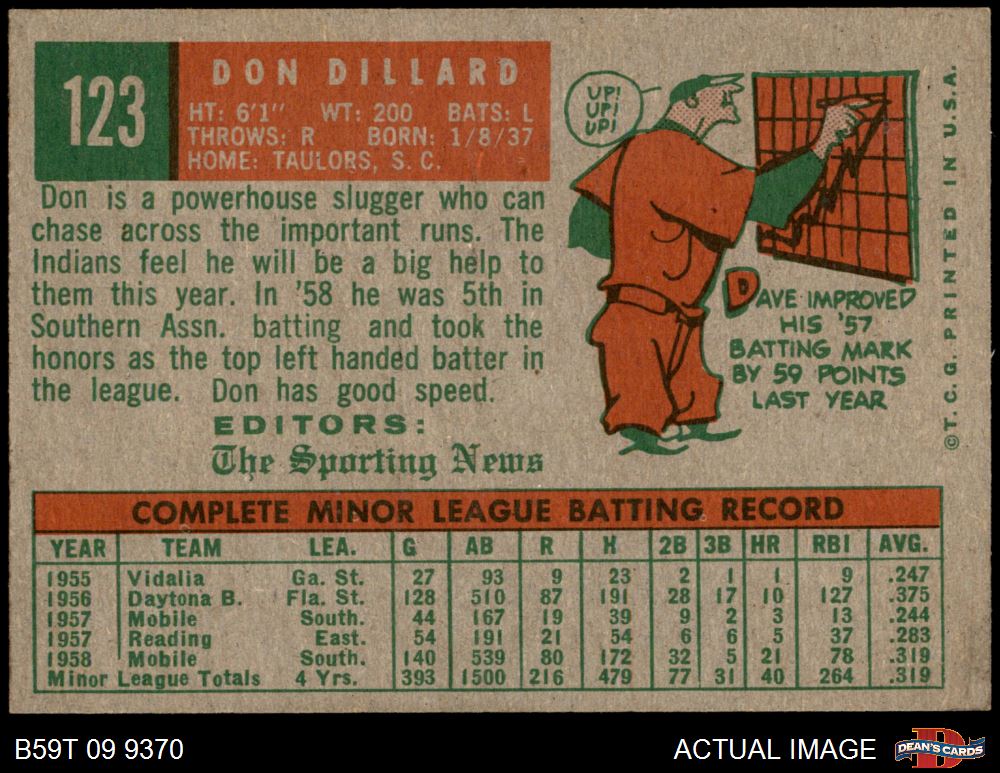 123
DON DILLARD
HT: 6'1" WT: 200 BATS: L
THROWS: R BORN: 1/8/37
HOME: TAULORS, S. C.
Don is a powerhouse slugger who can
chase across the important runs. The
Indians feel he will be a big help to
them this year. In '58 he was 5th in
Southern Assn. batting and took the
honors as the top left handed batter in
the league. Don has good speed.
EDITORS:
The Sporting News
UP!
UP!
UP!
DAVE IMPROVED
HIS '57
BATTING MARK
BY 59 POINTS
LAST YEAR
©T. C. G. PRINTED IN U.S.A.
COMPLETE MINOR LEAGUE BATTING RECORD
YEAR TEAM LEA. G AB R H 2B 3B HR RBI AVG.
1955 Vidalia Ga. St. 27 93 9 23 2 1 1 9 .247
1956 Daytona B. Fla. St. 128 510 87 191 28 17 10 127 .375
1957 Mobile South. 44 167 19 39 9 2 3 13 .244
1957 Reading East. 54 191 21 54 6 6 5 37 .283
1958 Mobile South. 140 539 80 172 32 5 21 78 .319
Minor League Totals 4 Yrs. 393 1500 216 479 77 31 40 264 .319
B59T 09 9370
ACTUAL IMAGE
D
DEAN'S CARDS